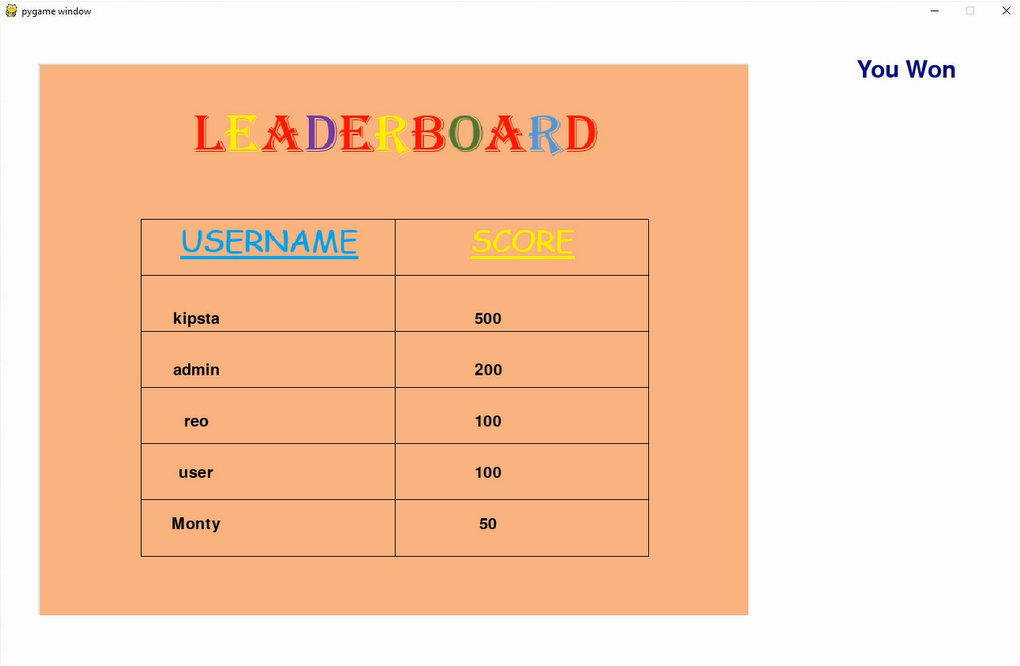 pygame window
You Won
LEADERBOARD
USERNAME SCORE
kipsta 500
admin 200
reo 100
user 100
Monty 50